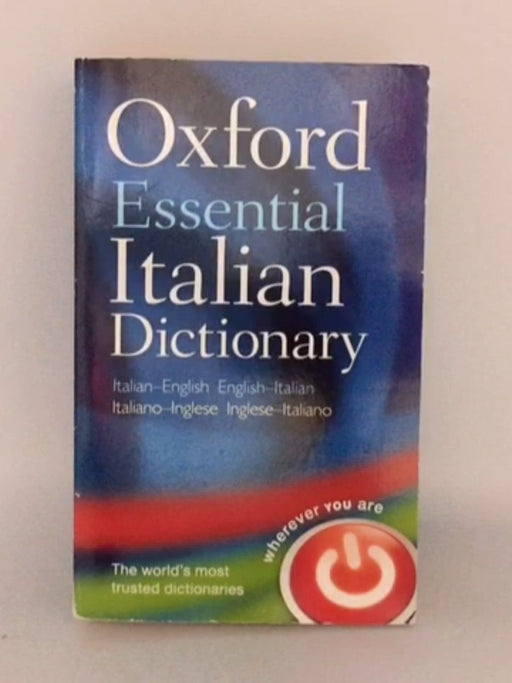 Oxford
Essential
Italian
Dictionary
Italian–English English–Italian
Italiano–Inglese Inglese–Italiano
wherever you are
The world's most
trusted dictionaries